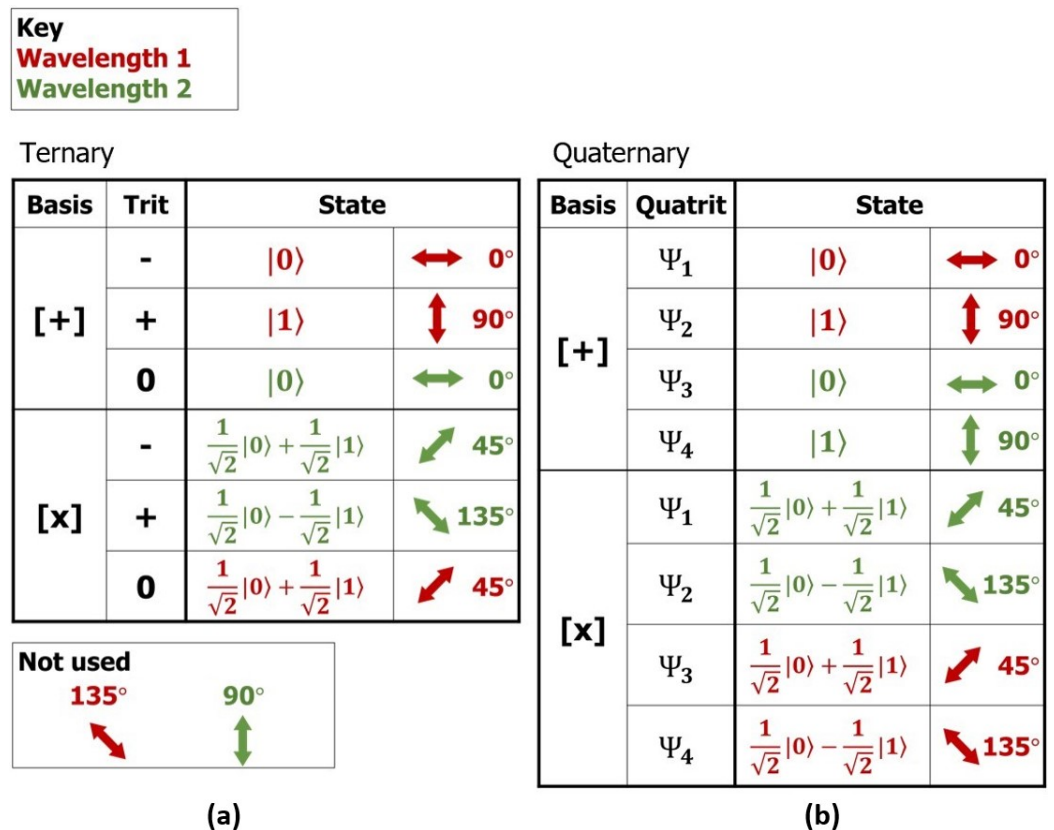 Key
Wavelength 1
Wavelength 2
Ternary
Basis Trit State
[+]
- |0⟩ 0°
+ |1⟩ 90°
0 |0⟩ 0°
[x]
- 1/√2 |0⟩ + 1/√2 |1⟩ 45°
+ 1/√2 |0⟩ − 1/√2 |1⟩ 135°
0 1/√2 |0⟩ + 1/√2 |1⟩ 45°
Not used
135° 90°
(a)
Quaternary
Basis Quatrit State
[+]
Ψ₁ |0⟩ 0°
Ψ₂ |1⟩ 90°
Ψ₃ |0⟩ 0°
Ψ₄ |1⟩ 90°
[x]
Ψ₁ 1/√2 |0⟩ + 1/√2 |1⟩ 45°
Ψ₂ 1/√2 |0⟩ − 1/√2 |1⟩ 135°
Ψ₃ 1/√2 |0⟩ + 1/√2 |1⟩ 45°
Ψ₄ 1/√2 |0⟩ − 1/√2 |1⟩ 135°
(b)